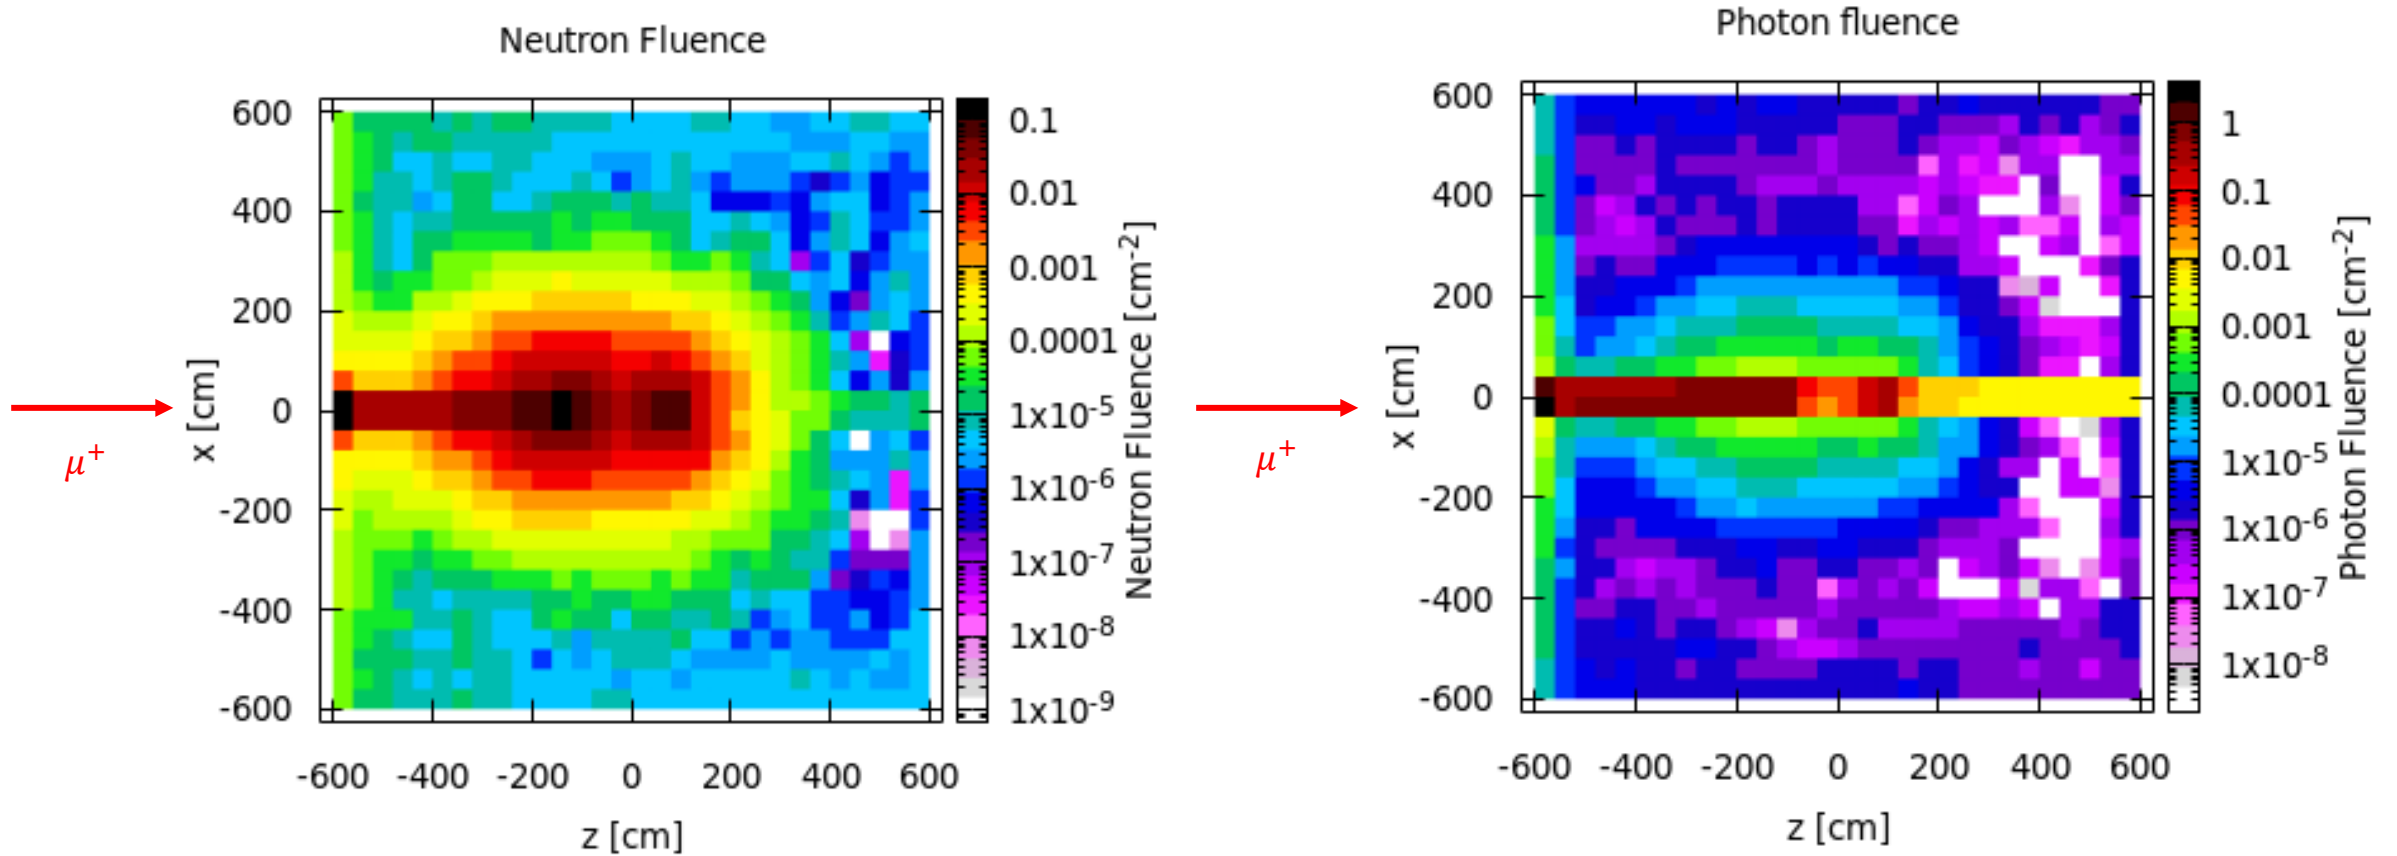 Neutron Fluence
600
400
200
0
-200
-400
-600
x [cm]
-600 -400 -200 0 200 400 600
z [cm]
0.1
0.01
0.001
0.0001
1x10-5
1x10-6
1x10-7
1x10-8
1x10-9
Neutron Fluence [cm-2]
μ+
Photon fluence
600
400
200
0
-200
-400
-600
x [cm]
-600 -400 -200 0 200 400 600
z [cm]
1
0.1
0.01
0.001
0.0001
1x10-5
1x10-6
1x10-7
1x10-8
Photon Fluence [cm-2]
μ+